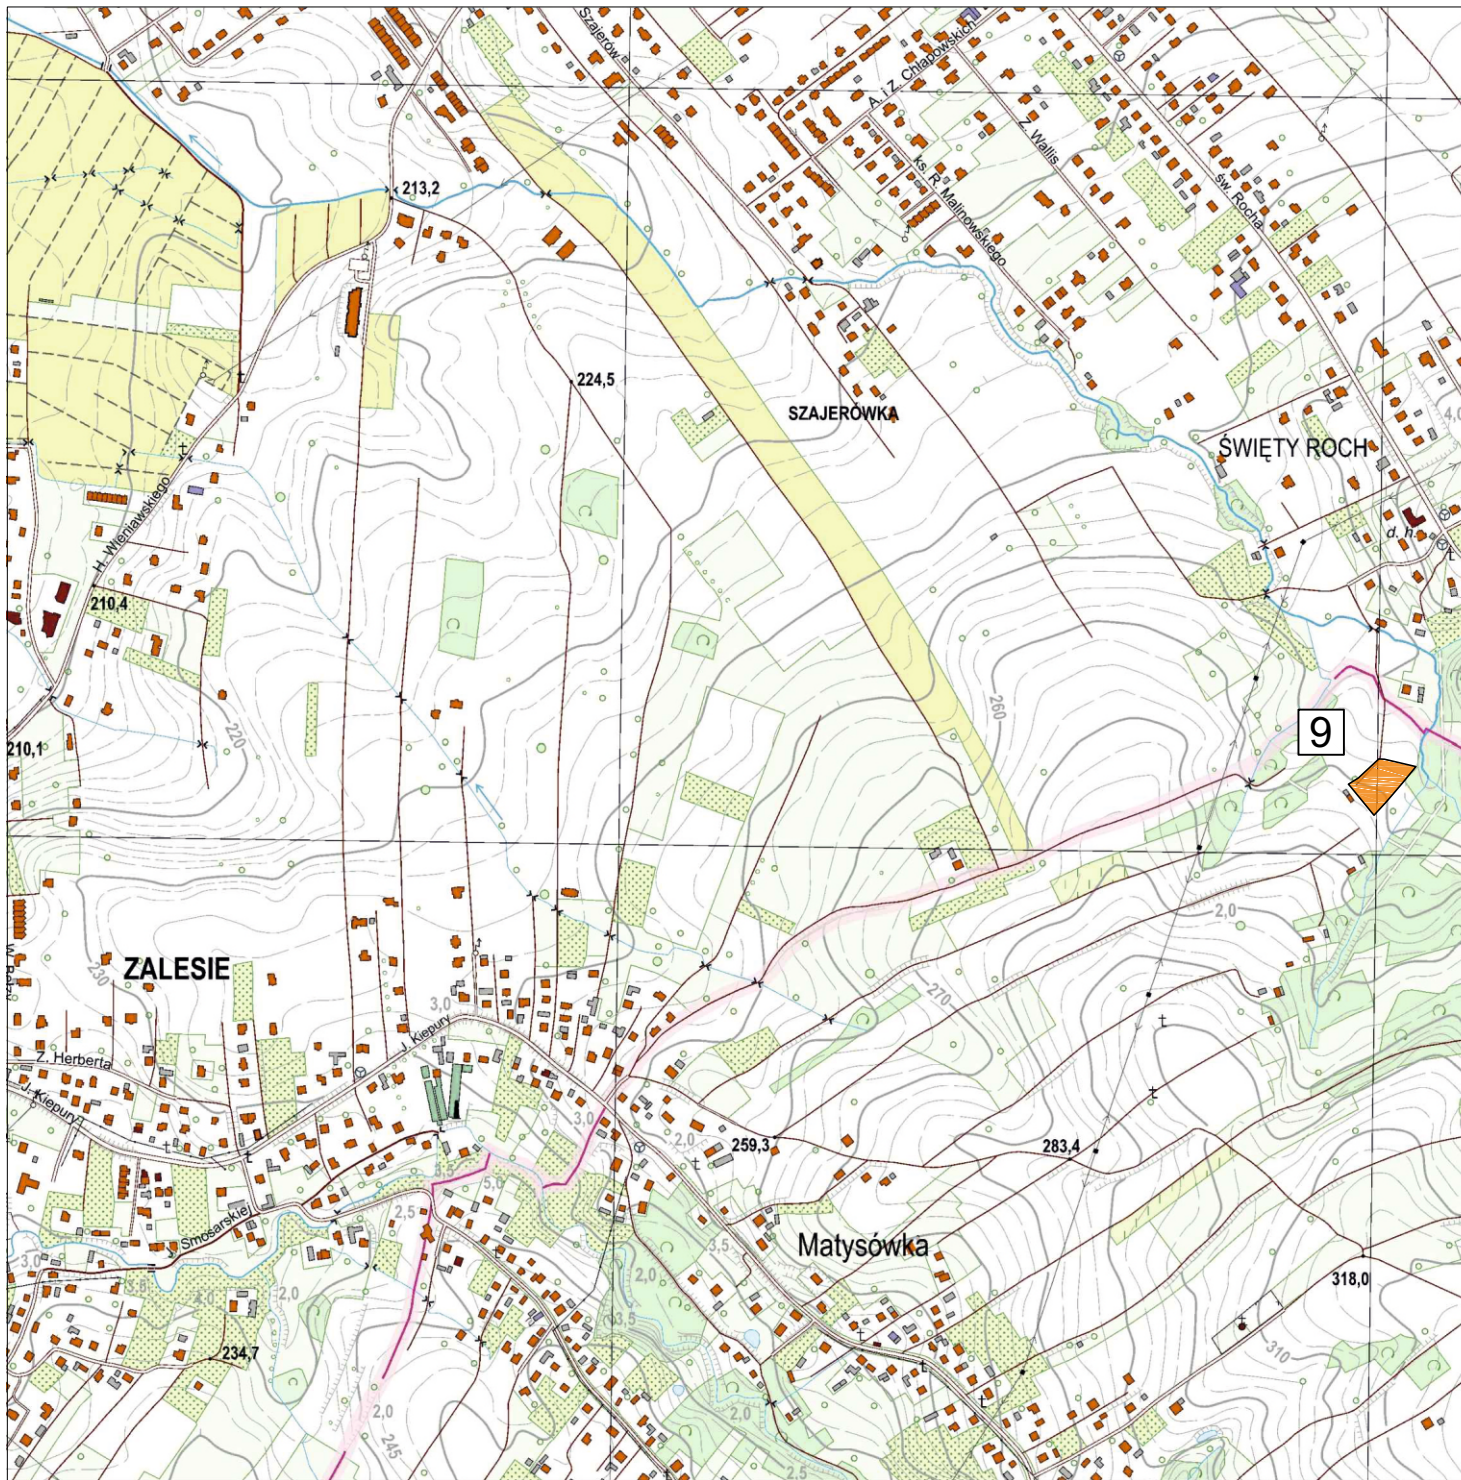 Szajerów
A. i Z. Chłapowskich
Z. Wallis
ks. R. Malinowskiego
św. Rocha
213,2
224,5
SZAJERÓWKA
4,0
ŚWIĘTY ROCH
d. h.
H. Wieniawskiego
210,4
220
210,1
260
9
2,0
ZALESIE
230
270
3,0
J. Kiepury
Z. Herberta
J. Kiepury
3,0
2,0
259,3
283,4
3,5
5,0
2,5
Smosarskiej
3,0
3,5
Matysówka
2,0
2,0
4,0
3,5
318,0
234,7
310
2,0
2,0
245
2.5